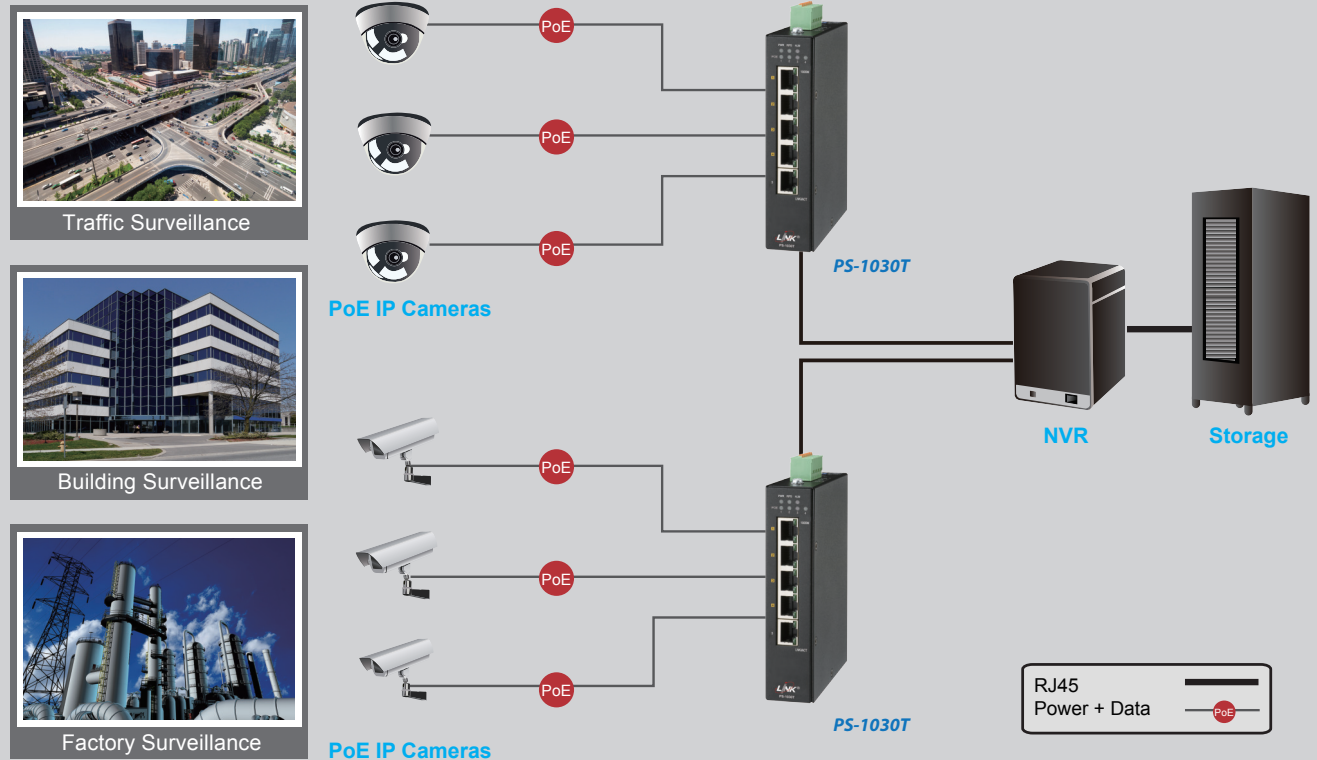 Traffic Surveillance
Building Surveillance
Factory Surveillance
PoE
PoE
PoE
PoE IP Cameras
PS-1030T
PoE
PoE
PoE
PoE IP Cameras
PS-1030T
NVR
Storage
RJ45
Power + Data
PoE